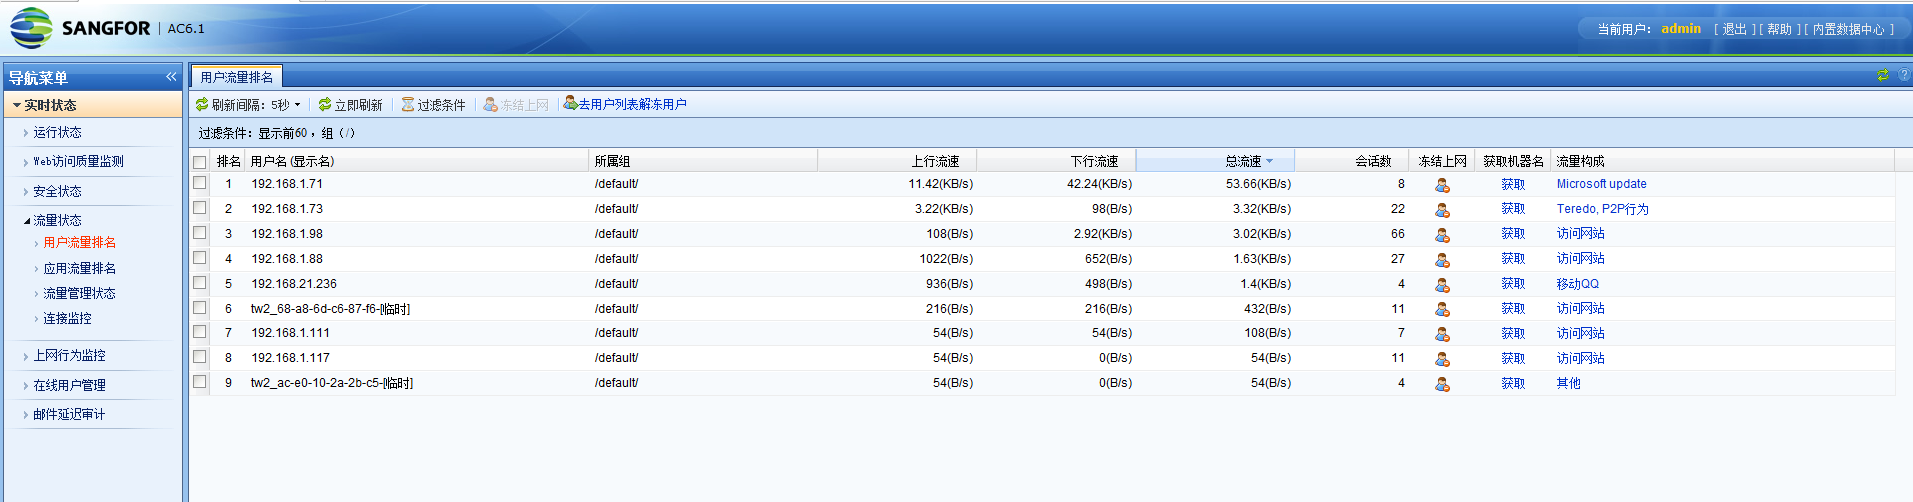 SANGFOR | AC6.1
当前用户： admin [ 退出 ] [ 帮助 ] [ 内置数据中心 ]
导航菜单
实时状态
运行状态
Web访问质量监测
安全状态
流量状态
用户流量排名
应用流量排名
流量管理状态
连接监控
上网行为监控
在线用户管理
邮件延迟审计
用户流量排名
刷新间隔：5秒 立即刷新 过滤条件 冻结上网 去用户列表解冻用户
过滤条件：显示前60，组（/）
排名 用户名 (显示名) 所属组 上行流速 下行流速 总流速 会话数 冻结上网 获取机器名 流量构成
1 192.168.1.71 /default/ 11.42(KB/s) 42.24(KB/s) 53.66(KB/s) 8 获取 Microsoft update
2 192.168.1.73 /default/ 3.22(KB/s) 98(B/s) 3.32(KB/s) 22 获取 Teredo, P2P行为
3 192.168.1.98 /default/ 108(B/s) 2.92(KB/s) 3.02(KB/s) 66 获取 访问网站
4 192.168.1.88 /default/ 1022(B/s) 652(B/s) 1.63(KB/s) 27 获取 访问网站
5 192.168.21.236 /default/ 936(B/s) 498(B/s) 1.4(KB/s) 4 获取 移动QQ
6 tw2_68-a8-6d-c6-87-f6-[临时] /default/ 216(B/s) 216(B/s) 432(B/s) 11 获取 访问网站
7 192.168.1.111 /default/ 54(B/s) 54(B/s) 108(B/s) 7 获取 访问网站
8 192.168.1.117 /default/ 54(B/s) 0(B/s) 54(B/s) 11 获取 访问网站
9 tw2_ac-e0-10-2a-2b-c5-[临时] /default/ 54(B/s) 0(B/s) 54(B/s) 4 获取 其他